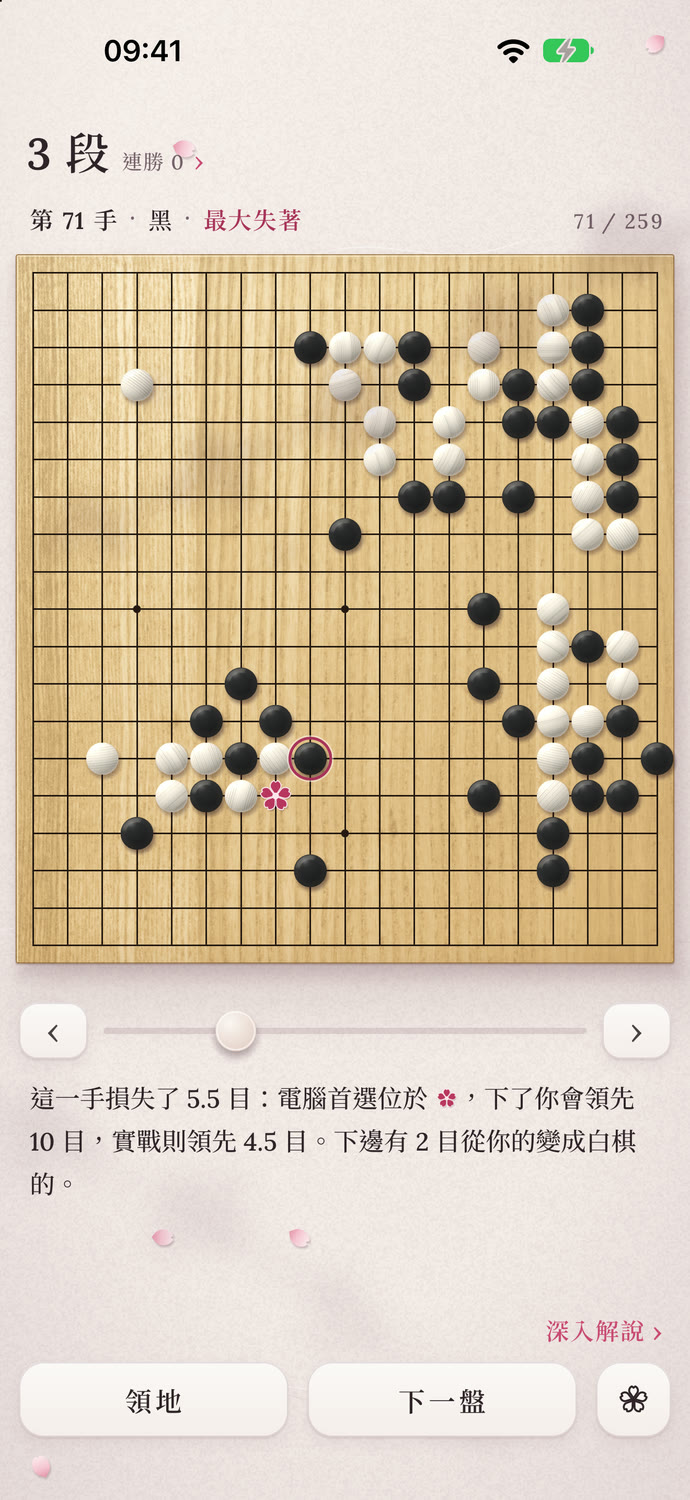 09:41
3 段 連勝 0 ›
第 71 手 · 黑 · 最大失著 71 / 259
這一手損失了 5.5 目：電腦首選位於 ，下了你會領先
10 目，實戰則領先 4.5 目。下邊有 2 目從你的變成白棋
的。
深入解說 ›
領地 下一盤